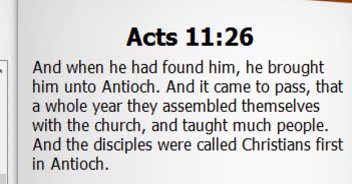 Acts 11:26
And when he had found him, he brought
him unto Antioch. And it came to pass, that
a whole year they assembled themselves
with the church, and taught much people.
And the disciples were called Christians first
in Antioch.